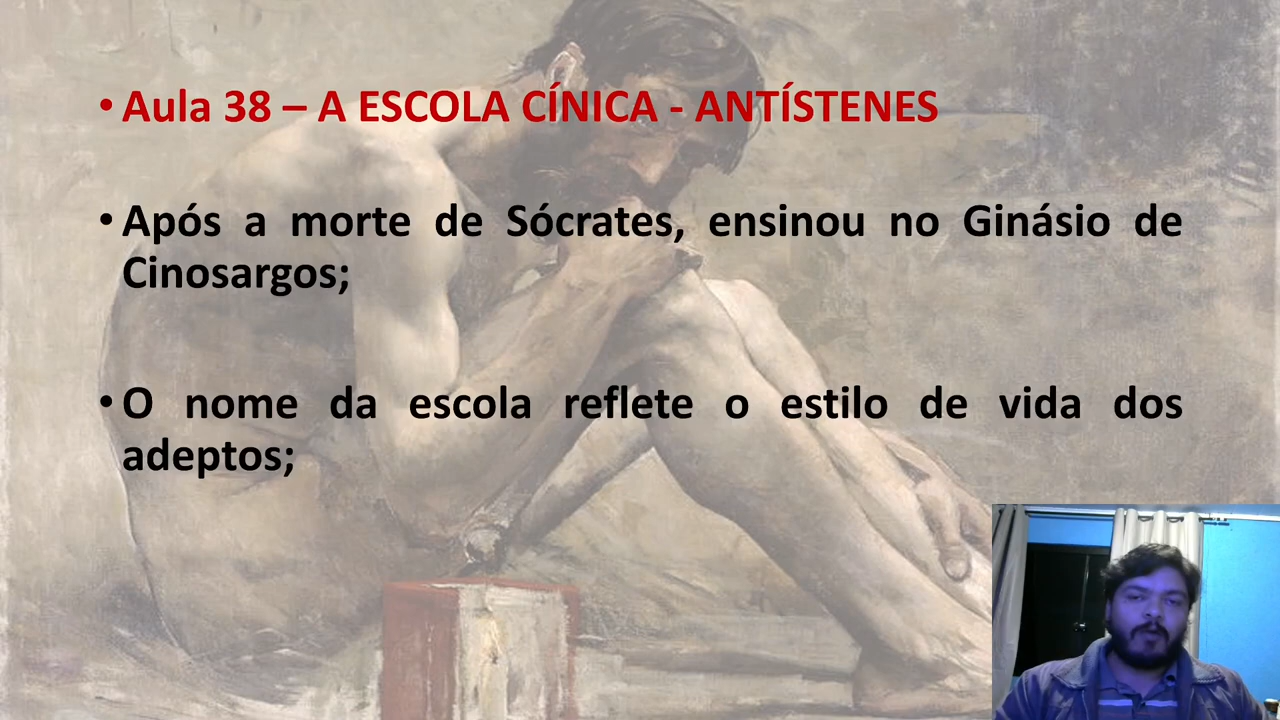 • Aula 38 – A ESCOLA CÍNICA - ANTÍSTENES
• Após a morte de Sócrates, ensinou no Ginásio de
Cinosargos;
• O nome da escola reflete o estilo de vida dos
adeptos;